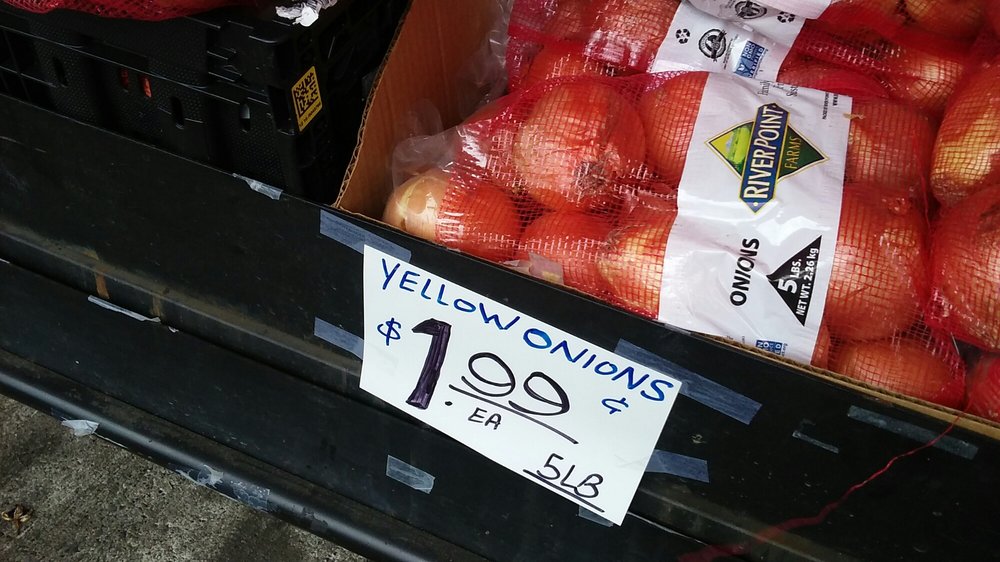 RIVERPOINT
FARMS
ONIONS
5 LBS.
NET WT. 2.26 kg
YELLOW ONIONS
$1.99 ¢
EA
5LB